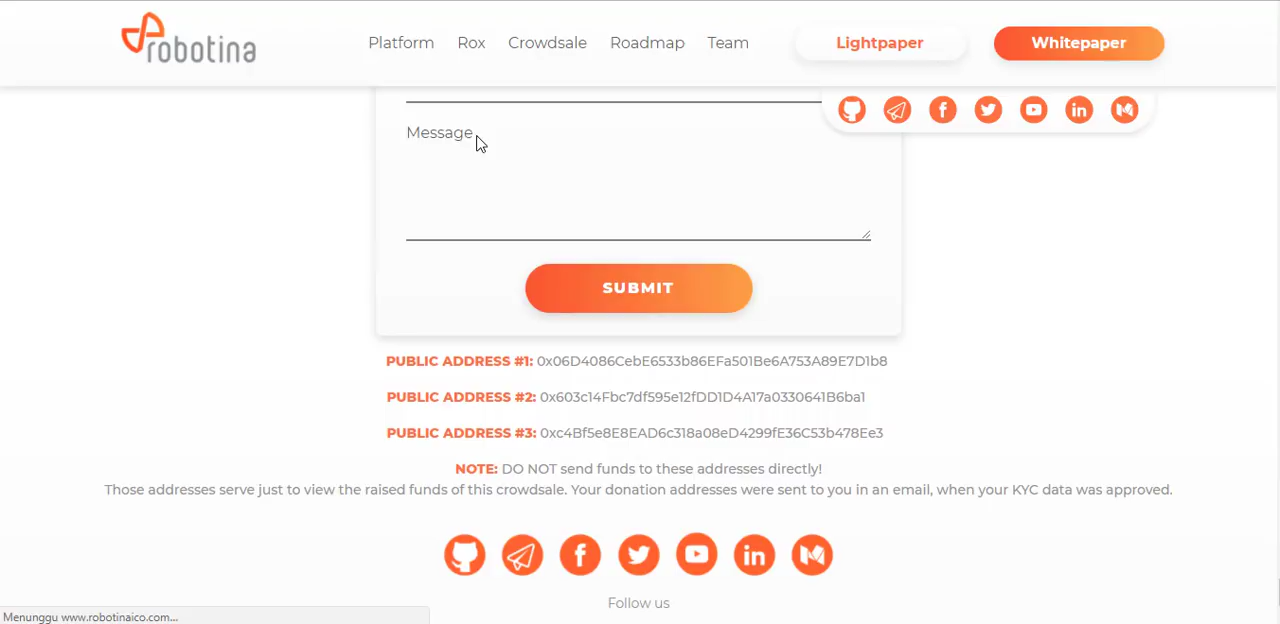 robotina
Platform Rox Crowdsale Roadmap Team Lightpaper Whitepaper
Message
SUBMIT
PUBLIC ADDRESS #1: 0x06D4086CebE6533b86EFa501Be6A753A89E7D1b8
PUBLIC ADDRESS #2: 0x603c14Fbc7df595e12fDD1D4A17a0330641B6ba1
PUBLIC ADDRESS #3: 0xc4Bf5e8E8EAD6c318a08eD4299fE36C53b478Ee3
NOTE: DO NOT send funds to these addresses directly!
Those addresses serve just to view the raised funds of this crowdsale. Your donation addresses were sent to you in an email, when your KYC data was approved.
Follow us
Menunggu www.robotinaico.com...